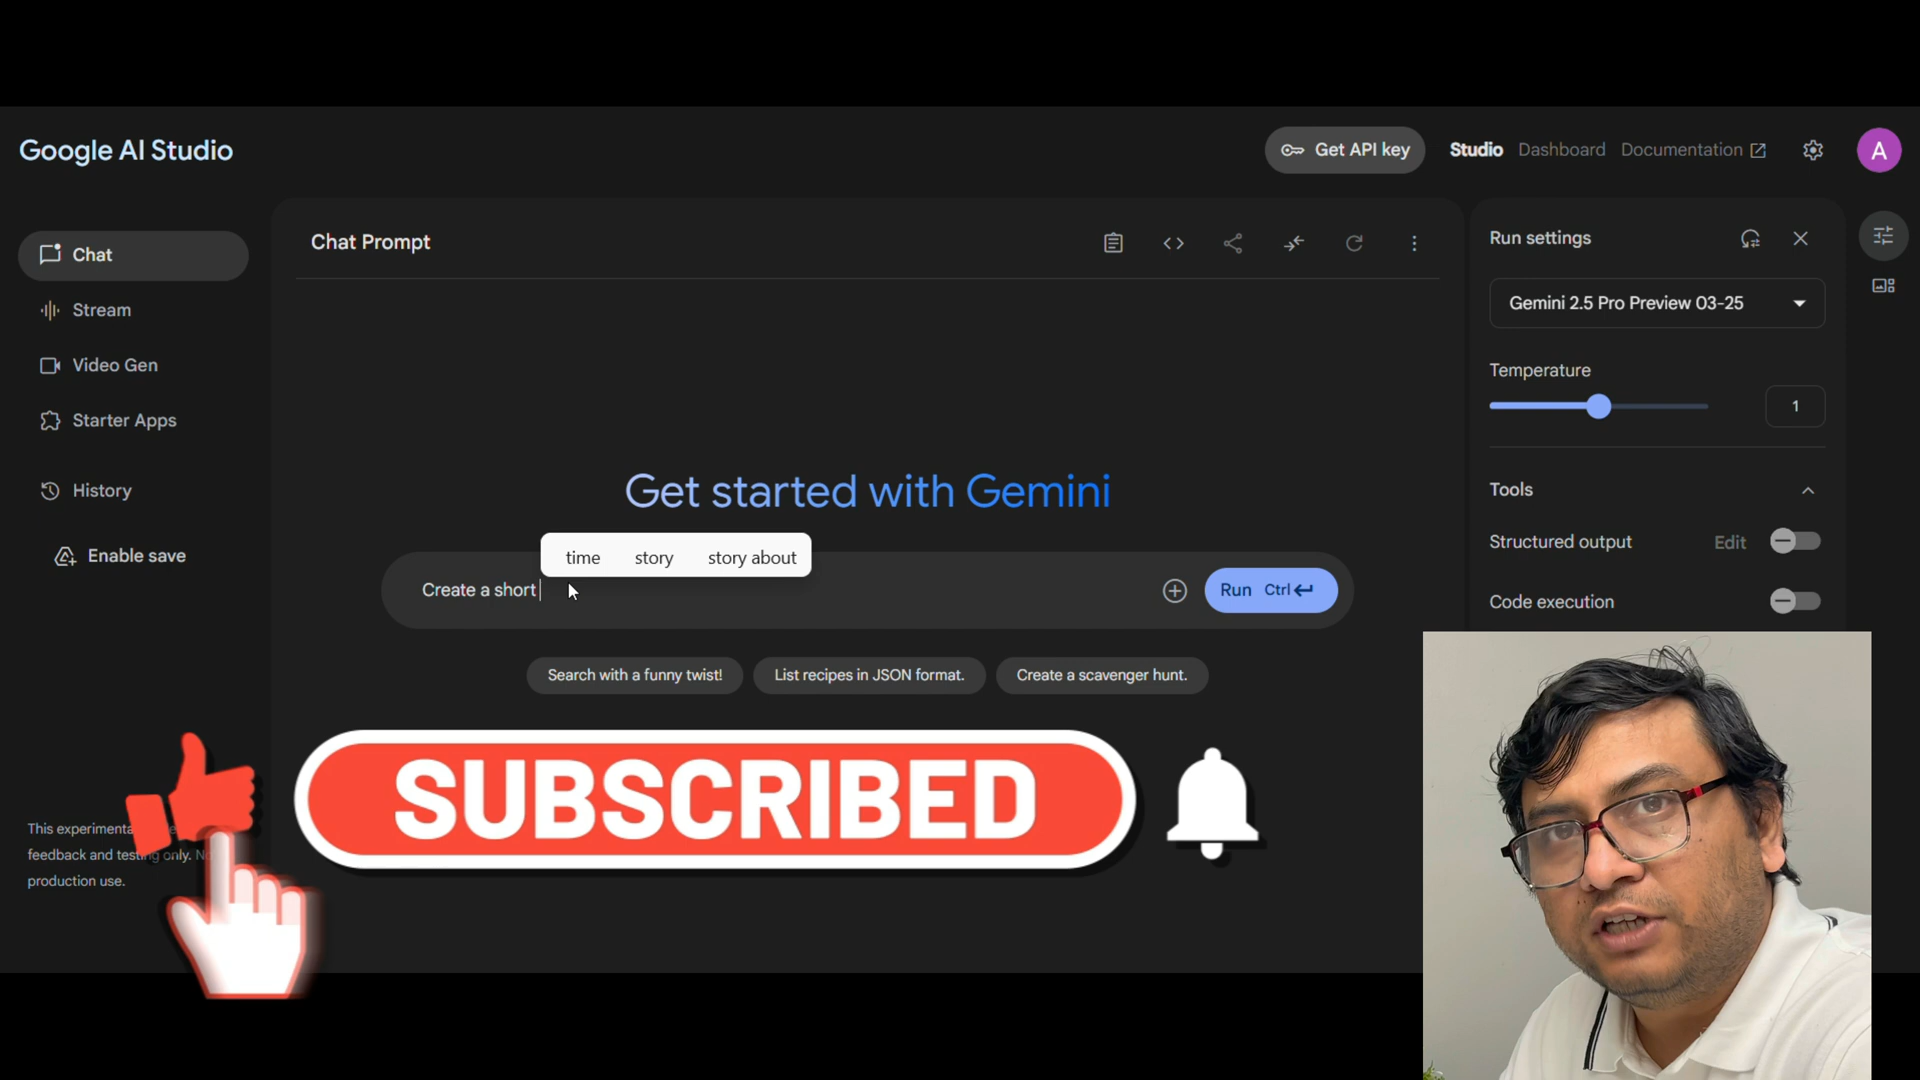 Google AI Studio
Get API key
Studio
Dashboard
Documentation
A
Chat
Stream
Video Gen
Starter Apps
History
Enable save
Chat Prompt
Get started with Gemini
time story story about
Create a short
Run Ctrl
Search with a funny twist!
List recipes in JSON format.
Create a scavenger hunt.
Run settings
Gemini 2.5 Pro Preview 03-25
Temperature
1
Tools
Structured output Edit
Code execution
SUBSCRIBED
This experimenta
feedback and testing only. No
production use.